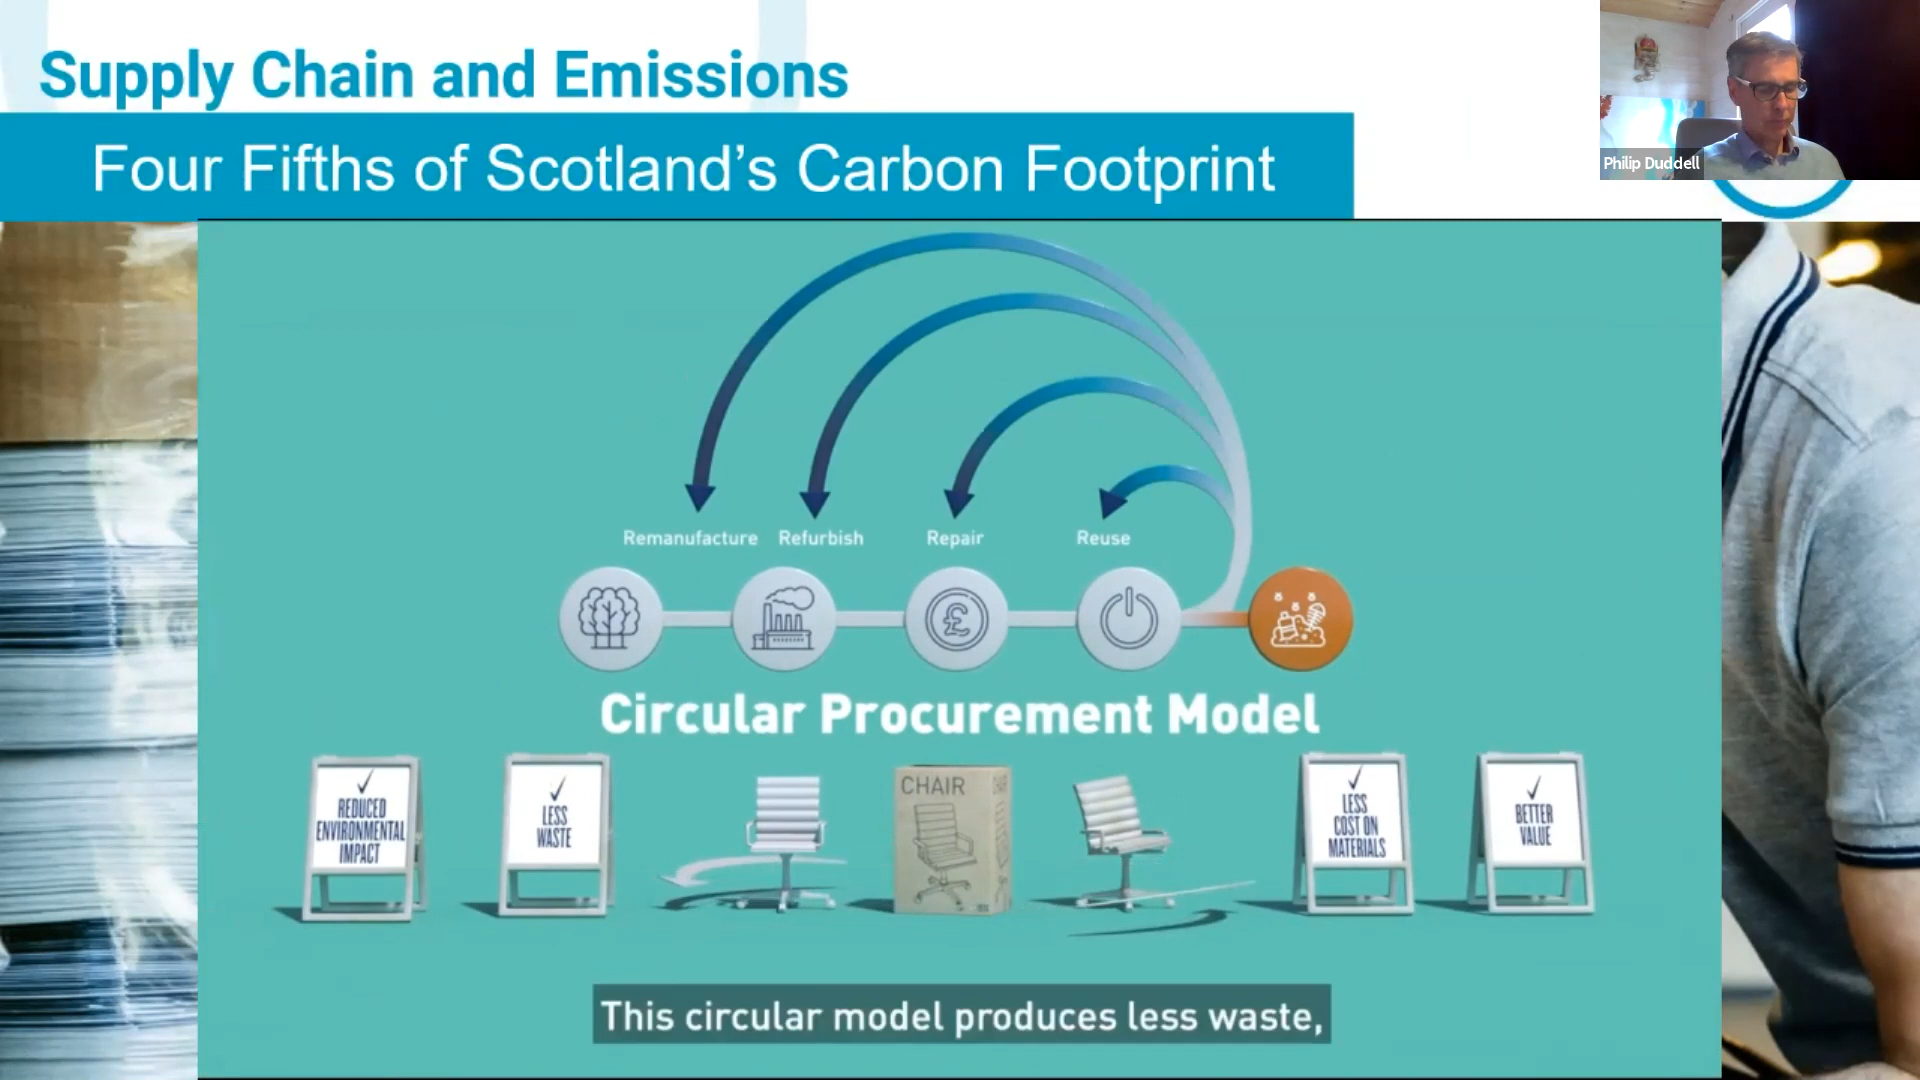 Supply Chain and Emissions
Four Fifths of Scotland's Carbon Footprint
Philip Duddell
Remanufacture Refurbish Repair Reuse
£
Circular Procurement Model
REDUCED
ENVIRONMENTAL
IMPACT
LESS
WASTE
CHAIR
LESS
COST ON
MATERIALS
BETTER
VALUE
This circular model produces less waste,